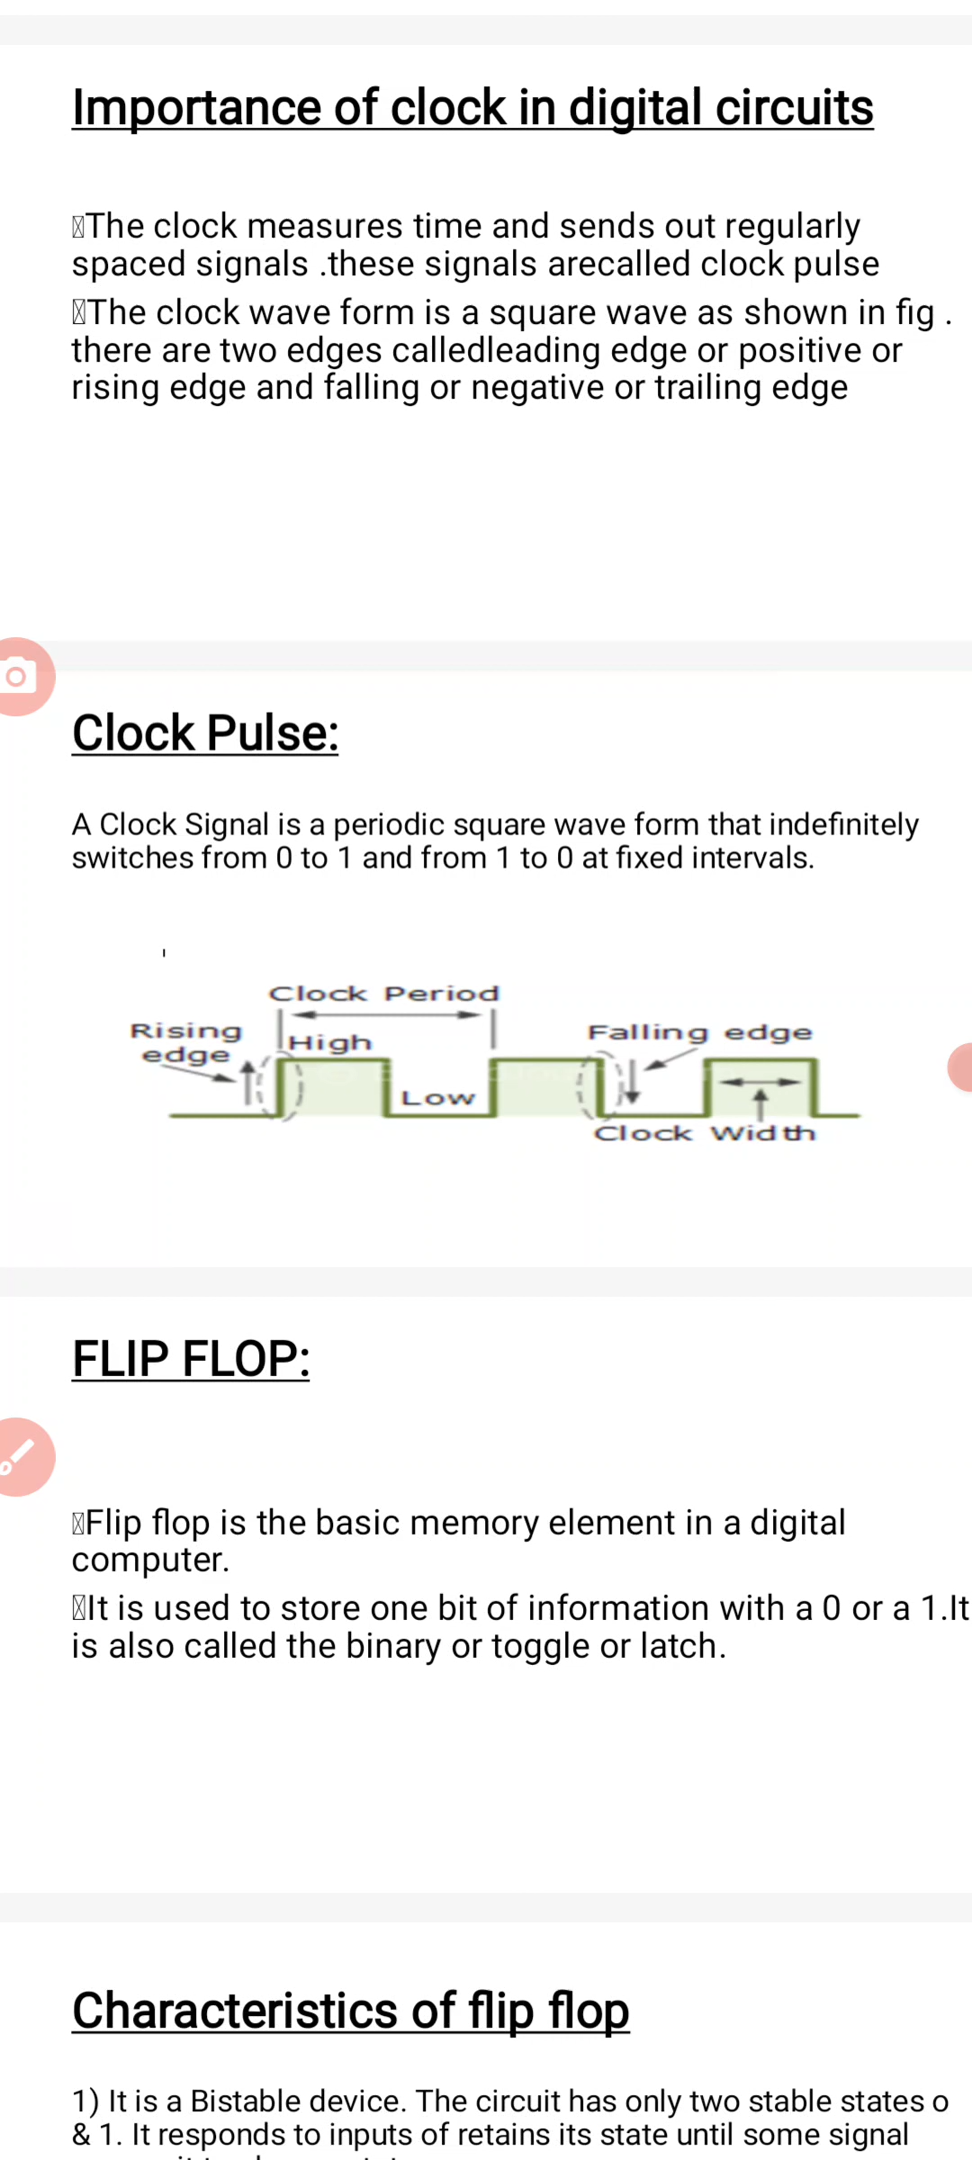 Importance of clock in digital circuits
The clock measures time and sends out regularly
spaced signals .these signals arecalled clock pulse
The clock wave form is a square wave as shown in fig .
there are two edges calledleading edge or positive or
rising edge and falling or negative or trailing edge
Clock Pulse:
A Clock Signal is a periodic square wave form that indefinitely
switches from 0 to 1 and from 1 to 0 at fixed intervals.
Clock Period
Rising
edge
High
Low
Falling edge
Clock Width
FLIP FLOP:
Flip flop is the basic memory element in a digital
computer.
It is used to store one bit of information with a 0 or a 1.It
is also called the binary or toggle or latch.
Characteristics of flip flop
1) It is a Bistable device. The circuit has only two stable states o
& 1. It responds to inputs of retains its state until some signal